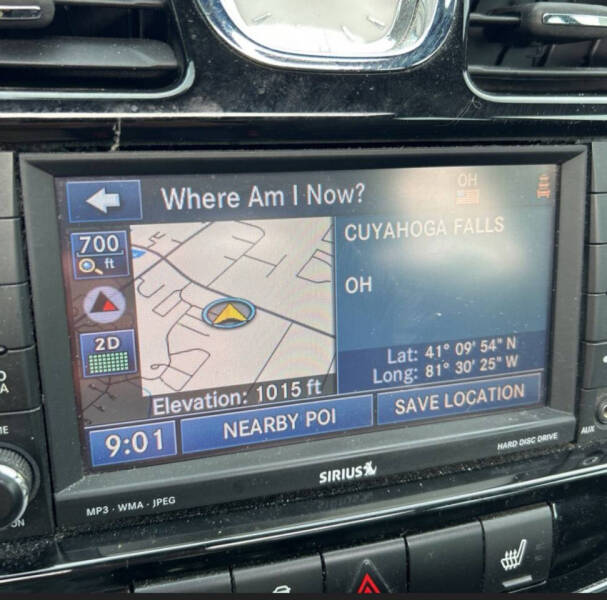 Where Am I Now?
OH
700
ft
CUYAHOGA FALLS
OH
2D
Lat: 41° 09' 54" N
Long: 81° 30' 25" W
Elevation: 1015 ft
9:01
NEARBY POI
SAVE LOCATION
HARD DISC DRIVE
AUX
SIRIUS
MP3 · WMA · JPEG